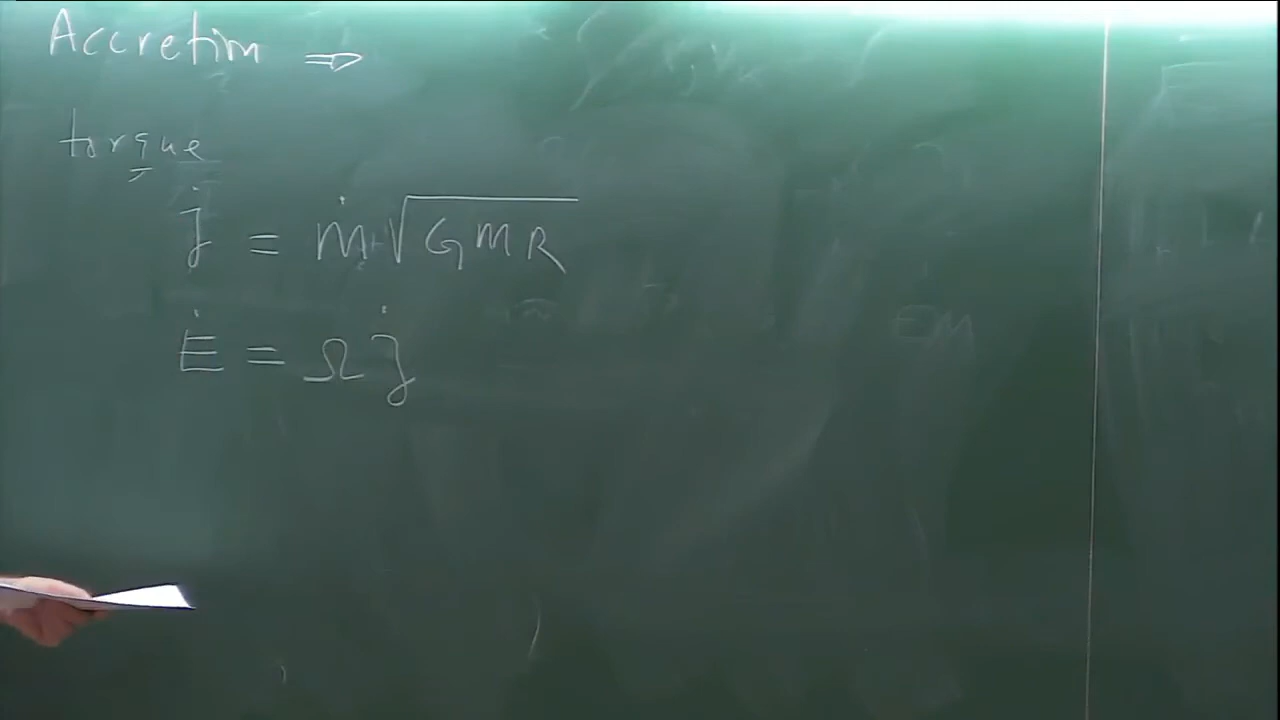 Accretion ⇒
torque
J̇ = Ṁ √GMR
Ė = Ω J̇